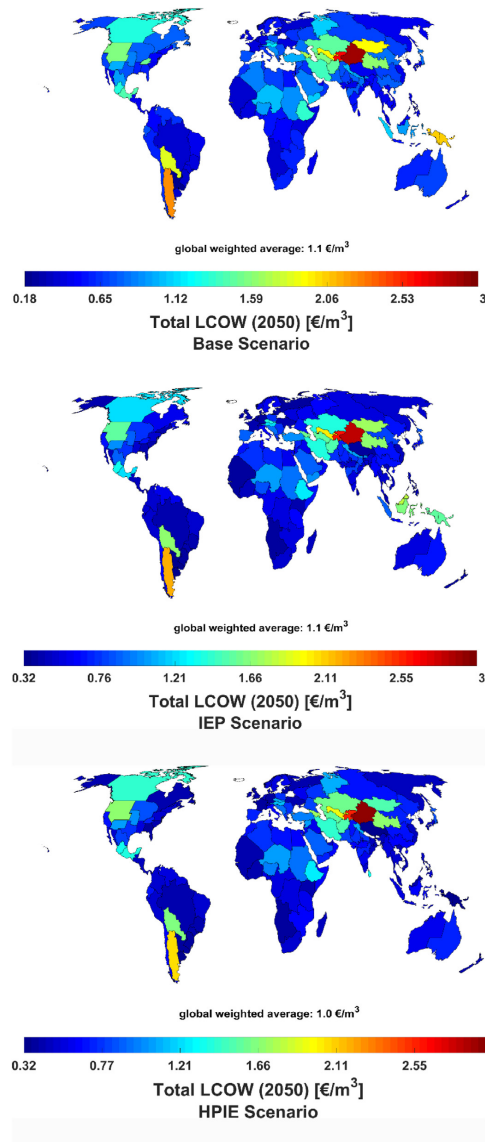 global weighted average: 1.1 €/m³
0.18 0.65 1.12 1.59 2.06 2.53 3
Total LCOW (2050) [€/m³]
Base Scenario
global weighted average: 1.1 €/m³
0.32 0.76 1.21 1.66 2.11 2.55 3
Total LCOW (2050) [€/m³]
IEP Scenario
global weighted average: 1.0 €/m³
0.32 0.77 1.21 1.66 2.11 2.55
Total LCOW (2050) [€/m³]
HPIE Scenario